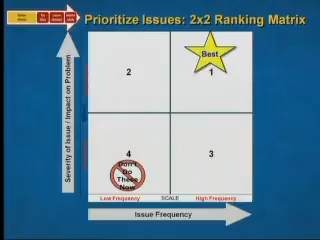 Prioritize Issues: 2x2 Ranking Matrix
Severity of Issue / Impact on Problem
2
Best
1
4
3
Don't
Do
These
Now
Low Frequency
SCALE
High Frequency
Issue Frequency